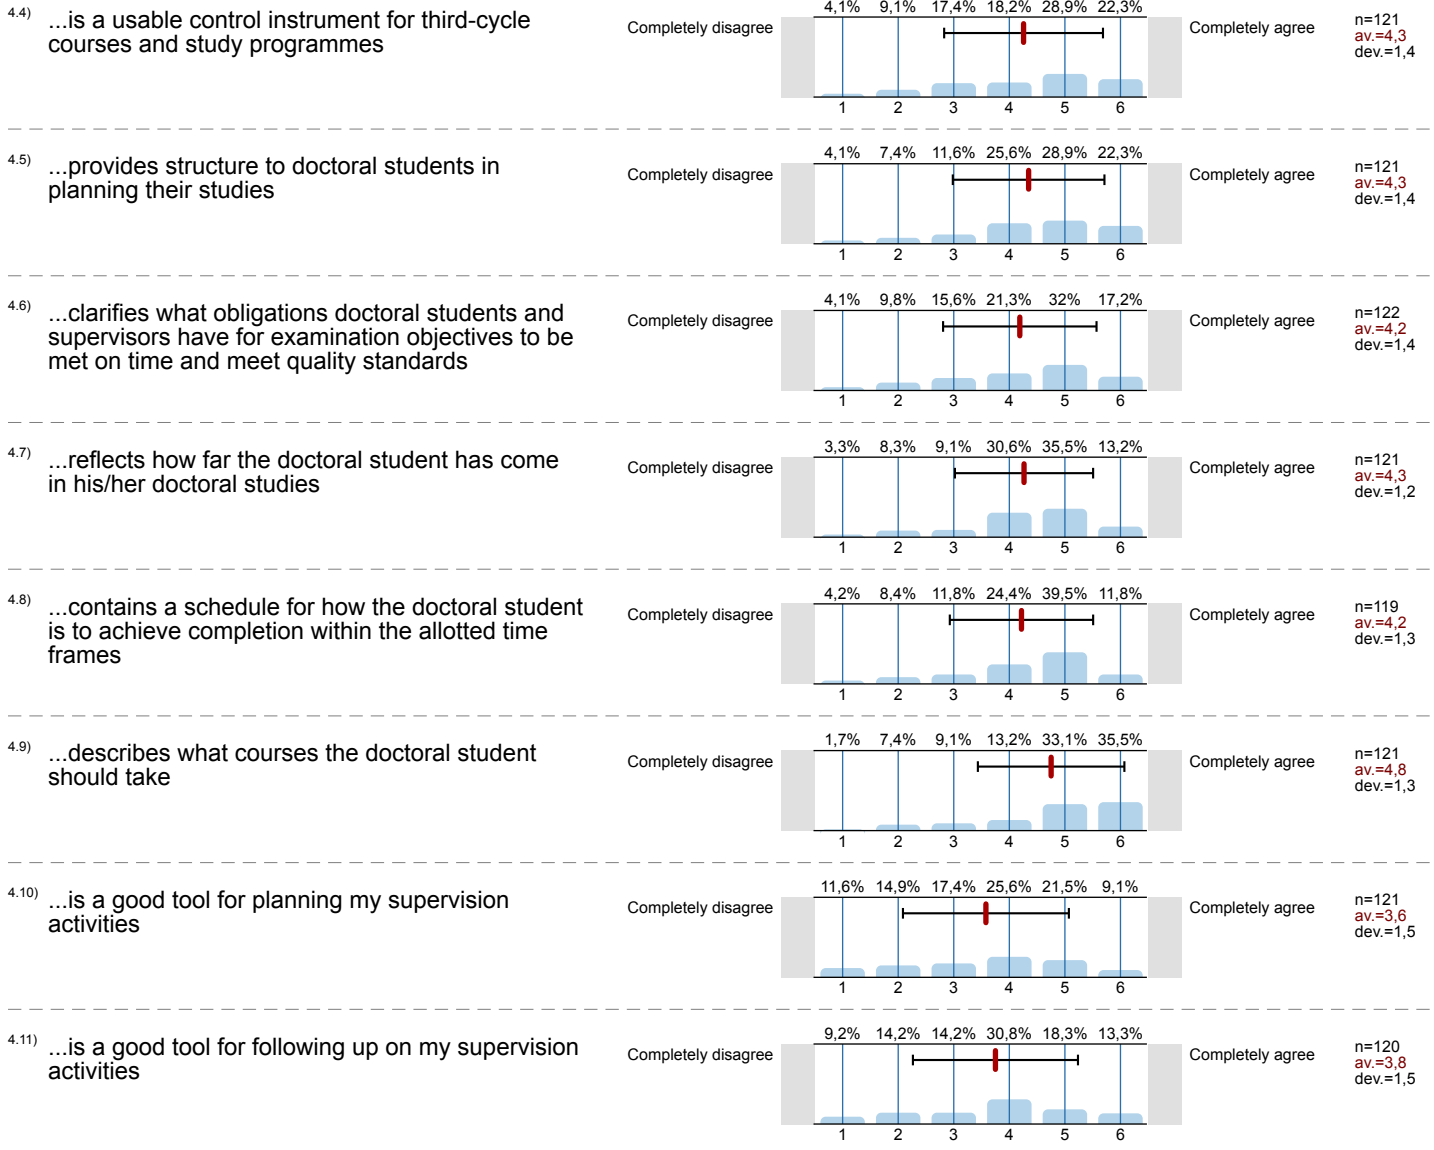 4.4) ...is a usable control instrument for third-cycle
courses and study programmes
Completely disagree
4,1% 9,1% 17,4% 18,2% 28,9% 22,3%
1 2 3 4 5 6
Completely agree
n=121
av.=4,3
dev.=1,4
4.5) ...provides structure to doctoral students in
planning their studies
Completely disagree
4,1% 7,4% 11,6% 25,6% 28,9% 22,3%
1 2 3 4 5 6
Completely agree
n=121
av.=4,3
dev.=1,4
4.6) ...clarifies what obligations doctoral students and
supervisors have for examination objectives to be
met on time and meet quality standards
Completely disagree
4,1% 9,8% 15,6% 21,3% 32% 17,2%
1 2 3 4 5 6
Completely agree
n=122
av.=4,2
dev.=1,4
4.7) ...reflects how far the doctoral student has come
in his/her doctoral studies
Completely disagree
3,3% 8,3% 9,1% 30,6% 35,5% 13,2%
1 2 3 4 5 6
Completely agree
n=121
av.=4,3
dev.=1,2
4.8) ...contains a schedule for how the doctoral student
is to achieve completion within the allotted time
frames
Completely disagree
4,2% 8,4% 11,8% 24,4% 39,5% 11,8%
1 2 3 4 5 6
Completely agree
n=119
av.=4,2
dev.=1,3
4.9) ...describes what courses the doctoral student
should take
Completely disagree
1,7% 7,4% 9,1% 13,2% 33,1% 35,5%
1 2 3 4 5 6
Completely agree
n=121
av.=4,8
dev.=1,3
4.10) ...is a good tool for planning my supervision
activities
Completely disagree
11,6% 14,9% 17,4% 25,6% 21,5% 9,1%
1 2 3 4 5 6
Completely agree
n=121
av.=3,6
dev.=1,5
4.11) ...is a good tool for following up on my supervision
activities
Completely disagree
9,2% 14,2% 14,2% 30,8% 18,3% 13,3%
1 2 3 4 5 6
Completely agree
n=120
av.=3,8
dev.=1,5